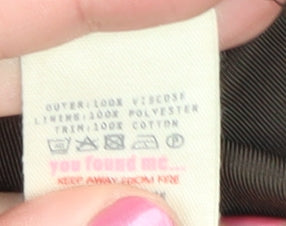 OUTER:100% VISCOSE
LINING:100% POLYESTER
TRIM:100% COTTON
you found me...
KEEP AWAY FROM FIRE